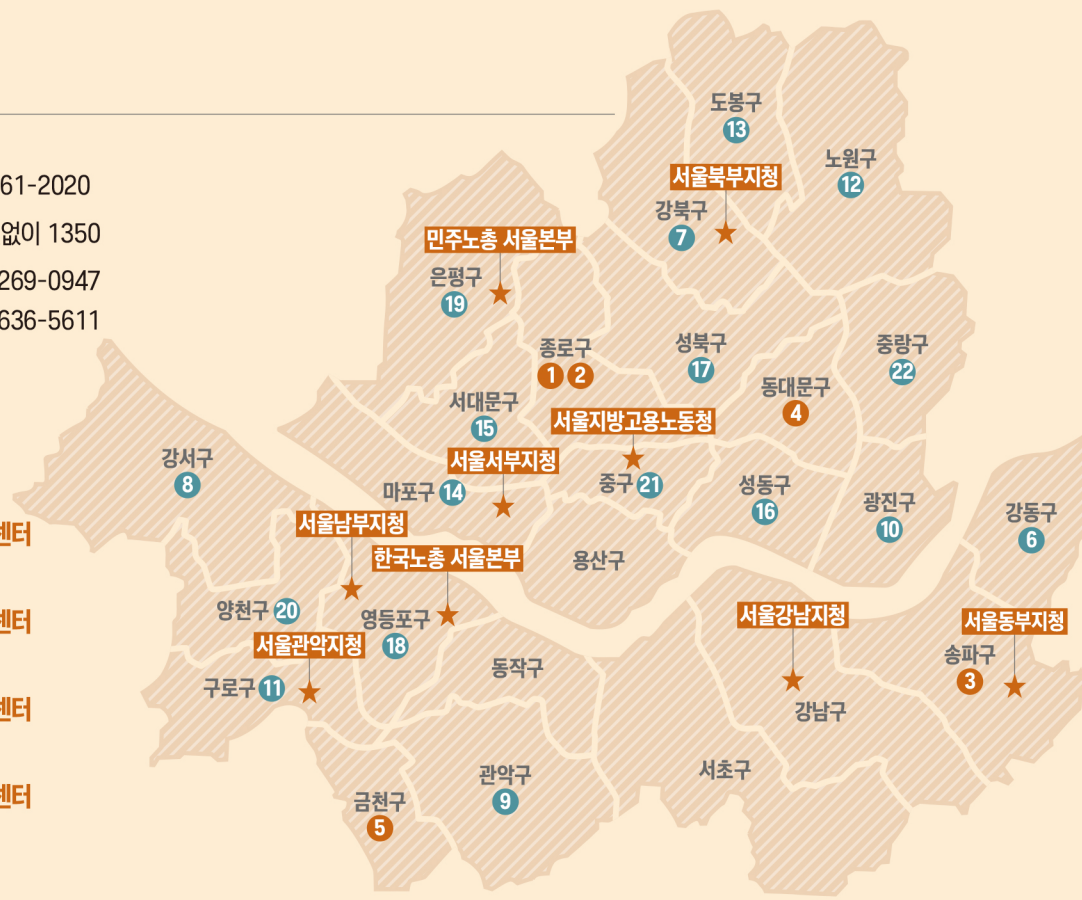 61-2020
없이 1350
269-0947
636-5611
센터
센터
센터
센터
도봉구
13
노원구
12
서울북부지청
강북구
7
민주노총 서울본부
은평구
19
종로구
1 2
성북구
17
중랑구
22
동대문구
4
서대문구
15
서울지방고용노동청
강서구
8
서울서부지청
마포구 14
중구 21
성동구
16
광진구
10
강동구
6
서울남부지청
한국노총 서울본부
용산구
양천구 20
영등포구
18
서울관악지청
서울강남지청
서울동부지청
송파구
3
구로구 11
동작구
강남구
서초구
관악구
9
금천구
5